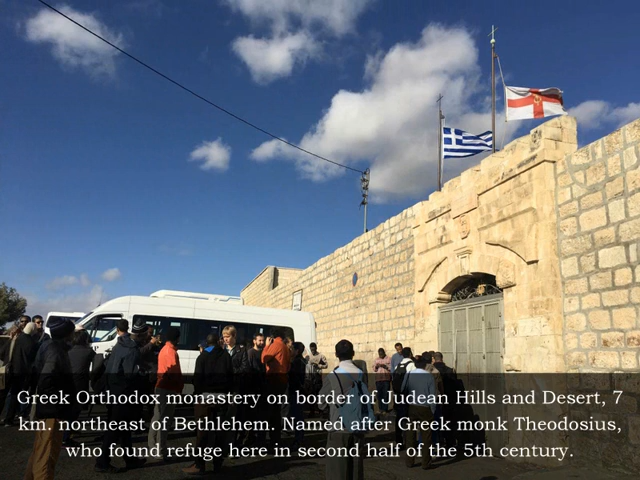 Greek Orthodox monastery on border of Judean Hills and Desert, 7
km. northeast of Bethlehem. Named after Greek monk Theodosius,
who found refuge here in second half of the 5th century.